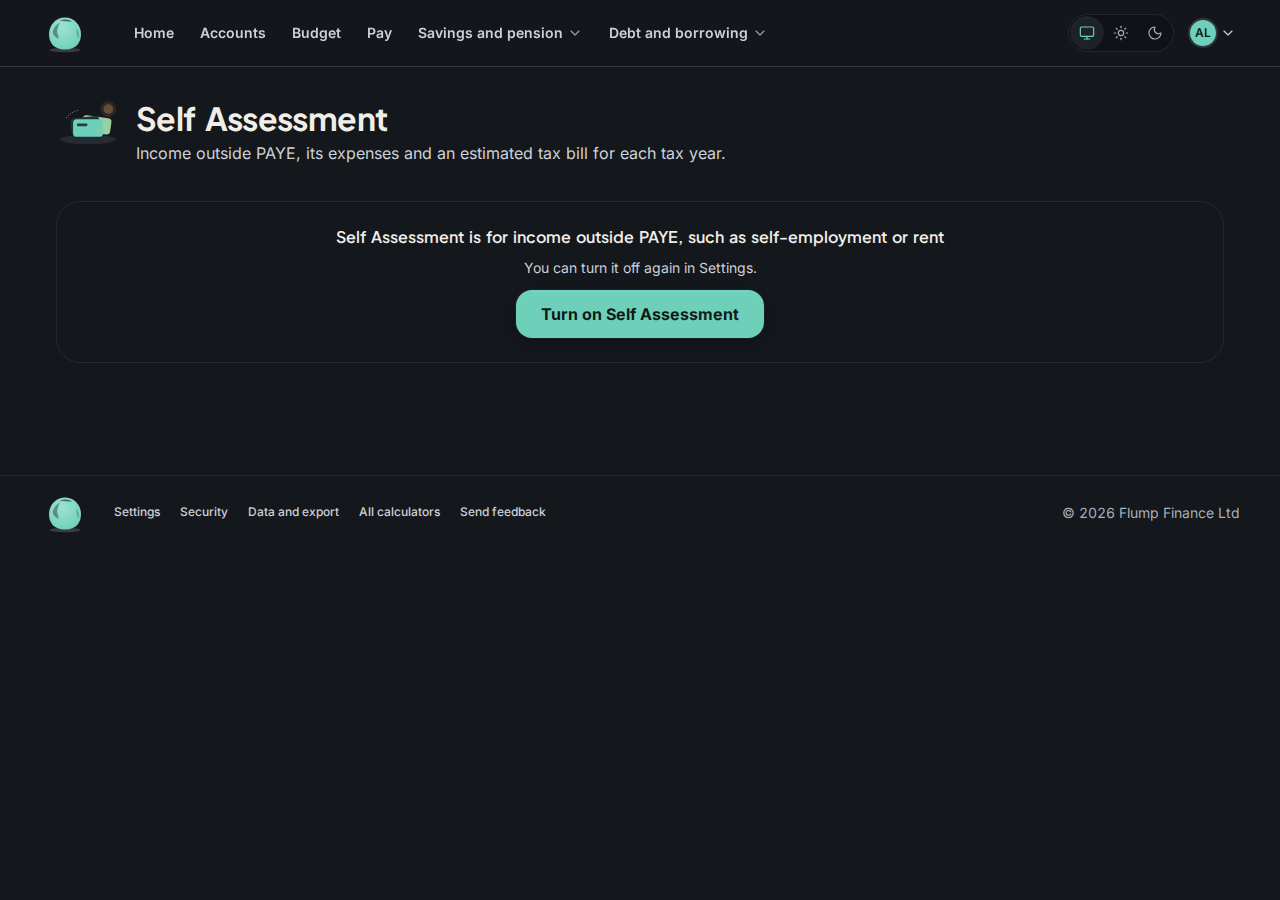 Home
Accounts
Budget
Pay
Savings and pension
Debt and borrowing
AL
Self Assessment
Income outside PAYE, its expenses and an estimated tax bill for each tax year.
Self Assessment is for income outside PAYE, such as self-employment or rent
You can turn it off again in Settings.
Turn on Self Assessment
Settings
Security
Data and export
All calculators
Send feedback
© 2026 Flump Finance Ltd